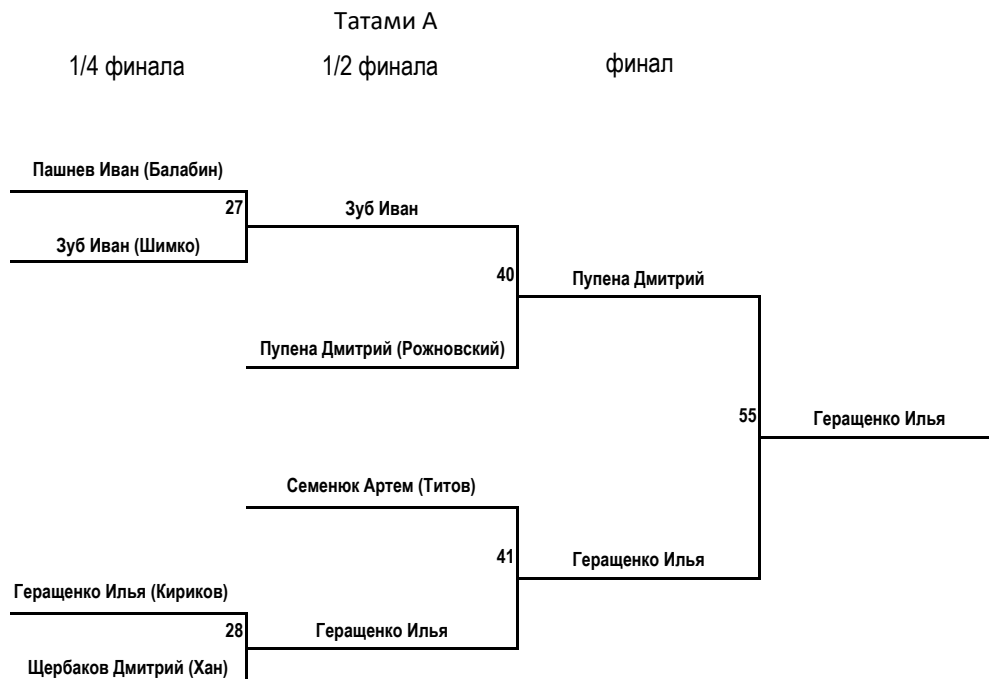 Татами А
1/4 финала 1/2 финала финал
Пашнев Иван (Балабин)
27 Зуб Иван
Зуб Иван (Шимко)
40 Пупена Дмитрий
Пупена Дмитрий (Рожновский)
55 Геращенко Илья
Семенюк Артем (Титов)
41 Геращенко Илья
Геращенко Илья (Кириков)
28 Геращенко Илья
Щербаков Дмитрий (Хан)